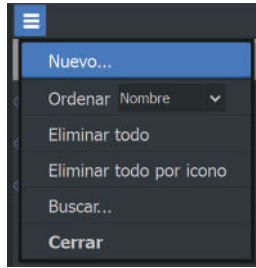 Nuevo...
Ordenar Nombre
Eliminar todo
Eliminar todo por icono
Buscar...
Cerrar